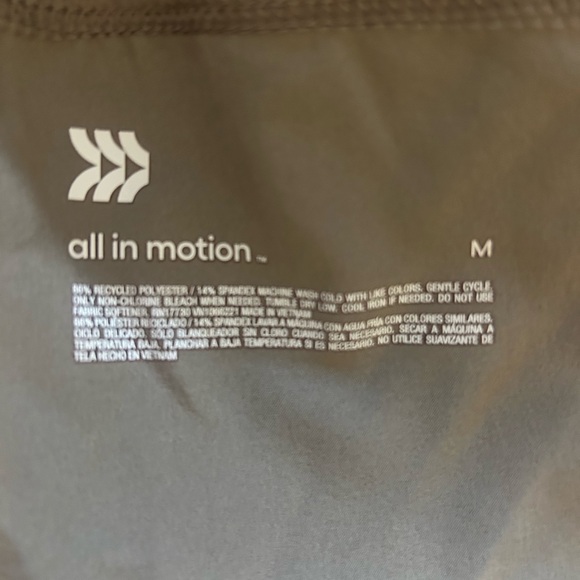 all in motion™
M
86% RECYCLED POLYESTER / 14% SPANDEX MACHINE WASH COLD WITH LIKE COLORS. GENTLE CYCLE.
ONLY NON-CHLORINE BLEACH WHEN NEEDED. TUMBLE DRY LOW. COOL IRON IF NEEDED. DO NOT USE
FABRIC SOFTENER. RN17730 MADE IN VIETNAM
86% POLIÉSTER RECICLADO / 14% SPANDEX LAVAR A MÁQUINA CON AGUA FRÍA CON COLORES SIMILARES.
CICLO DELICADO. SÓLO BLANQUEADOR SIN CLORO CUANDO SEA NECESARIO. SECAR A MÁQUINA A
TEMPERATURA BAJA. PLANCHAR A BAJA TEMPERATURA SI ES NECESARIO. NO UTILICE SUAVIZANTE DE
TELA HECHO EN VIETNAM